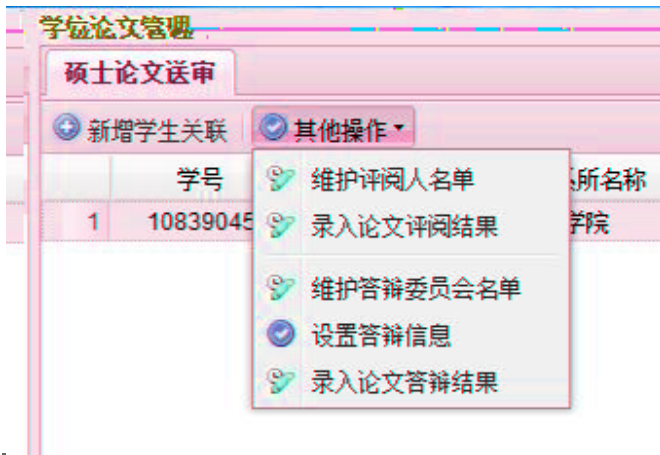 学位论文管理
硕士论文送审
新增学生关联 其他操作
学号 所名称
1 10839045 学院
维护评阅人名单
录入论文评阅结果
维护答辩委员会名单
设置答辩信息
录入论文答辩结果